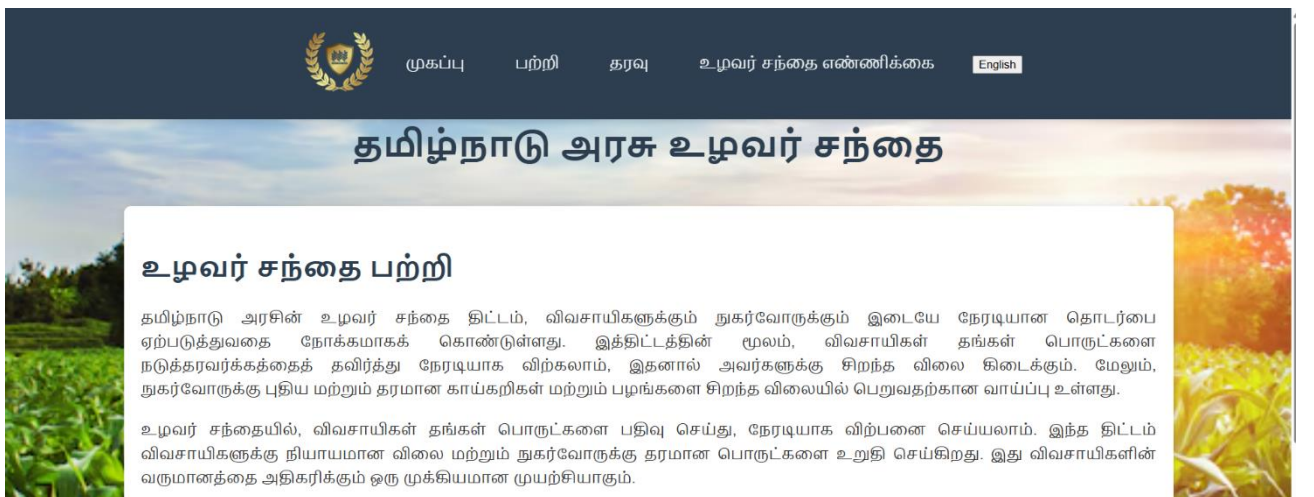 முகப்பு பற்றி தரவு உழவர் சந்தை எண்ணிக்கை English
தமிழ்நாடு அரசு உழவர் சந்தை
உழவர் சந்தை பற்றி
தமிழ்நாடு அரசின் உழவர் சந்தை திட்டம், விவசாயிகளுக்கும் நுகர்வோருக்கும் இடையே நேரடியான தொடர்பை
ஏற்படுத்துவதை நோக்கமாகக் கொண்டுள்ளது. இத்திட்டத்தின் மூலம், விவசாயிகள் தங்கள் பொருட்களை
நடுத்தரவர்க்கத்தைத் தவிர்த்து நேரடியாக விற்கலாம், இதனால் அவர்களுக்கு சிறந்த விலை கிடைக்கும். மேலும்,
நுகர்வோருக்கு புதிய மற்றும் தரமான காய்கறிகள் மற்றும் பழங்களை சிறந்த விலையில் பெறுவதற்கான வாய்ப்பு உள்ளது.
உழவர் சந்தையில், விவசாயிகள் தங்கள் பொருட்களை பதிவு செய்து, நேரடியாக விற்பனை செய்யலாம். இந்த திட்டம்
விவசாயிகளுக்கு நியாயமான விலை மற்றும் நுகர்வோருக்கு தரமான பொருட்களை உறுதி செய்கிறது. இது விவசாயிகளின்
வருமானத்தை அதிகரிக்கும் ஒரு முக்கியமான முயற்சியாகும்.